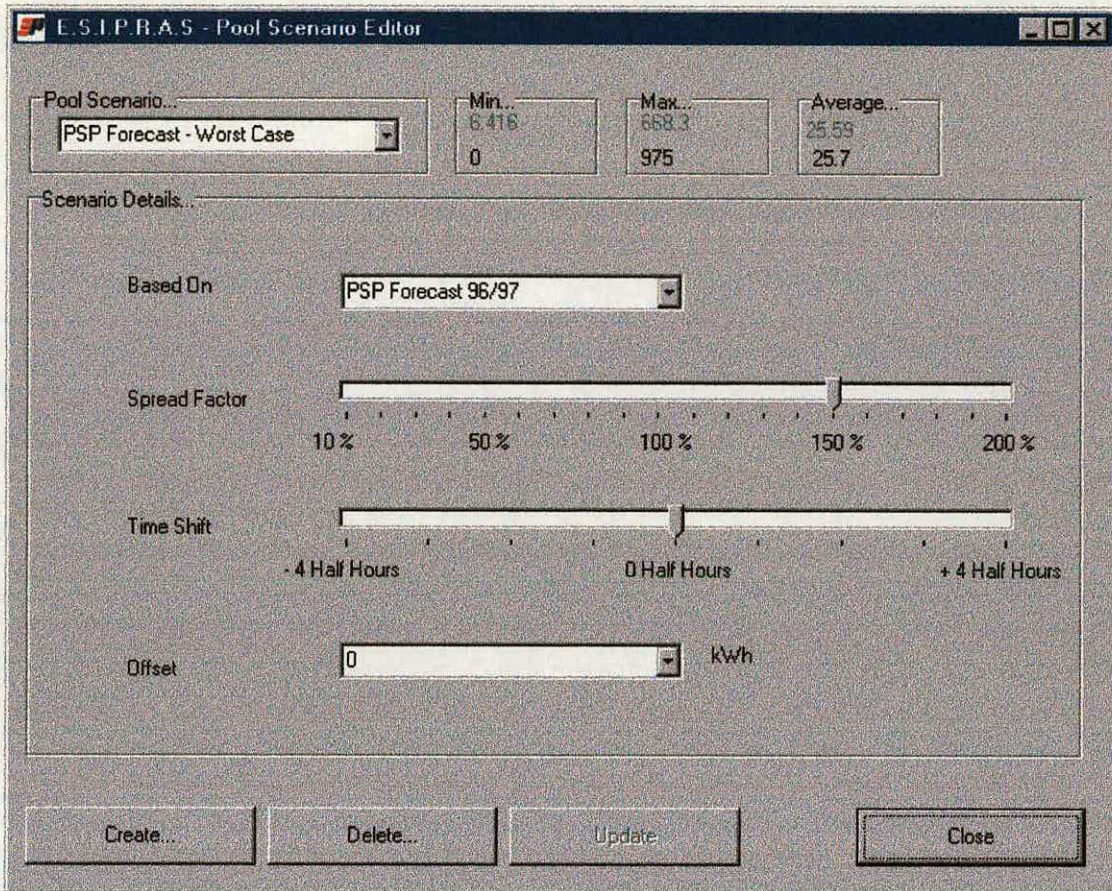 E.S.I.P.R.A.S - Pool Scenario Editor
Pool Scenario...
PSP Forecast - Worst Case
Min...
6.416
0
Max...
668.3
975
Average...
25.59
25.7
Scenario Details...
Based On
PSP Forecast 96/97
Spread Factor
10 % 50 % 100 % 150 % 200 %
Time Shift
- 4 Half Hours 0 Half Hours + 4 Half Hours
Offset
0
kWh
Create... Delete... Update Close